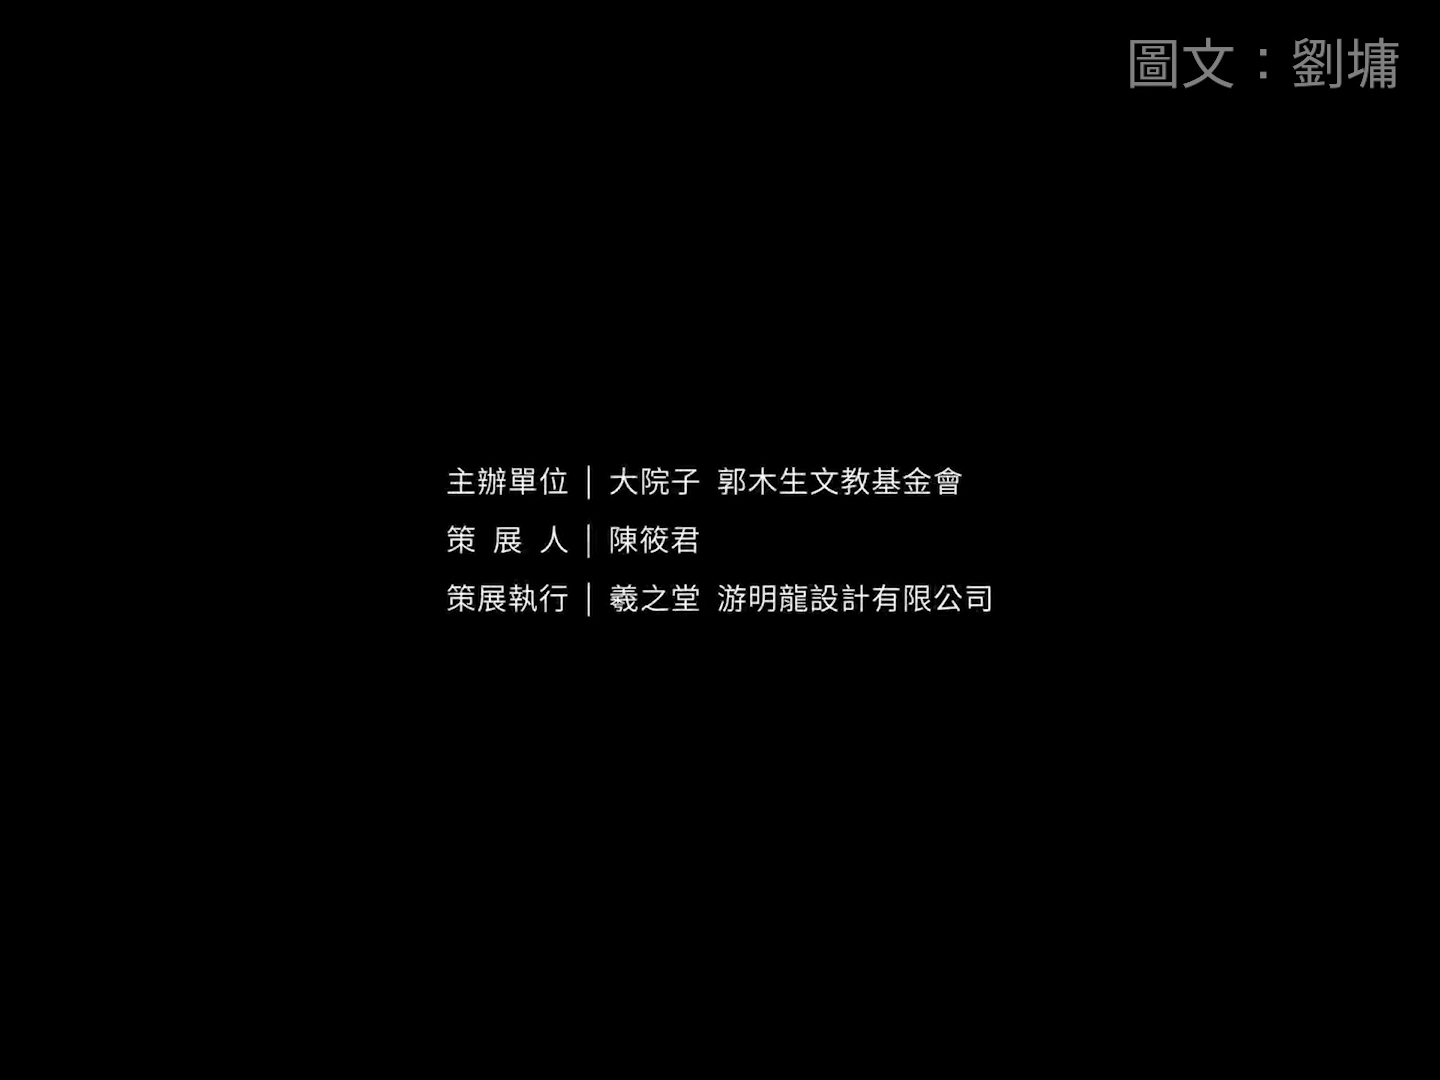 圖文：劉墉
主辦單位｜大院子 郭木生文教基金會
策 展 人｜陳筱君
策展執行｜羲之堂 游明龍設計有限公司